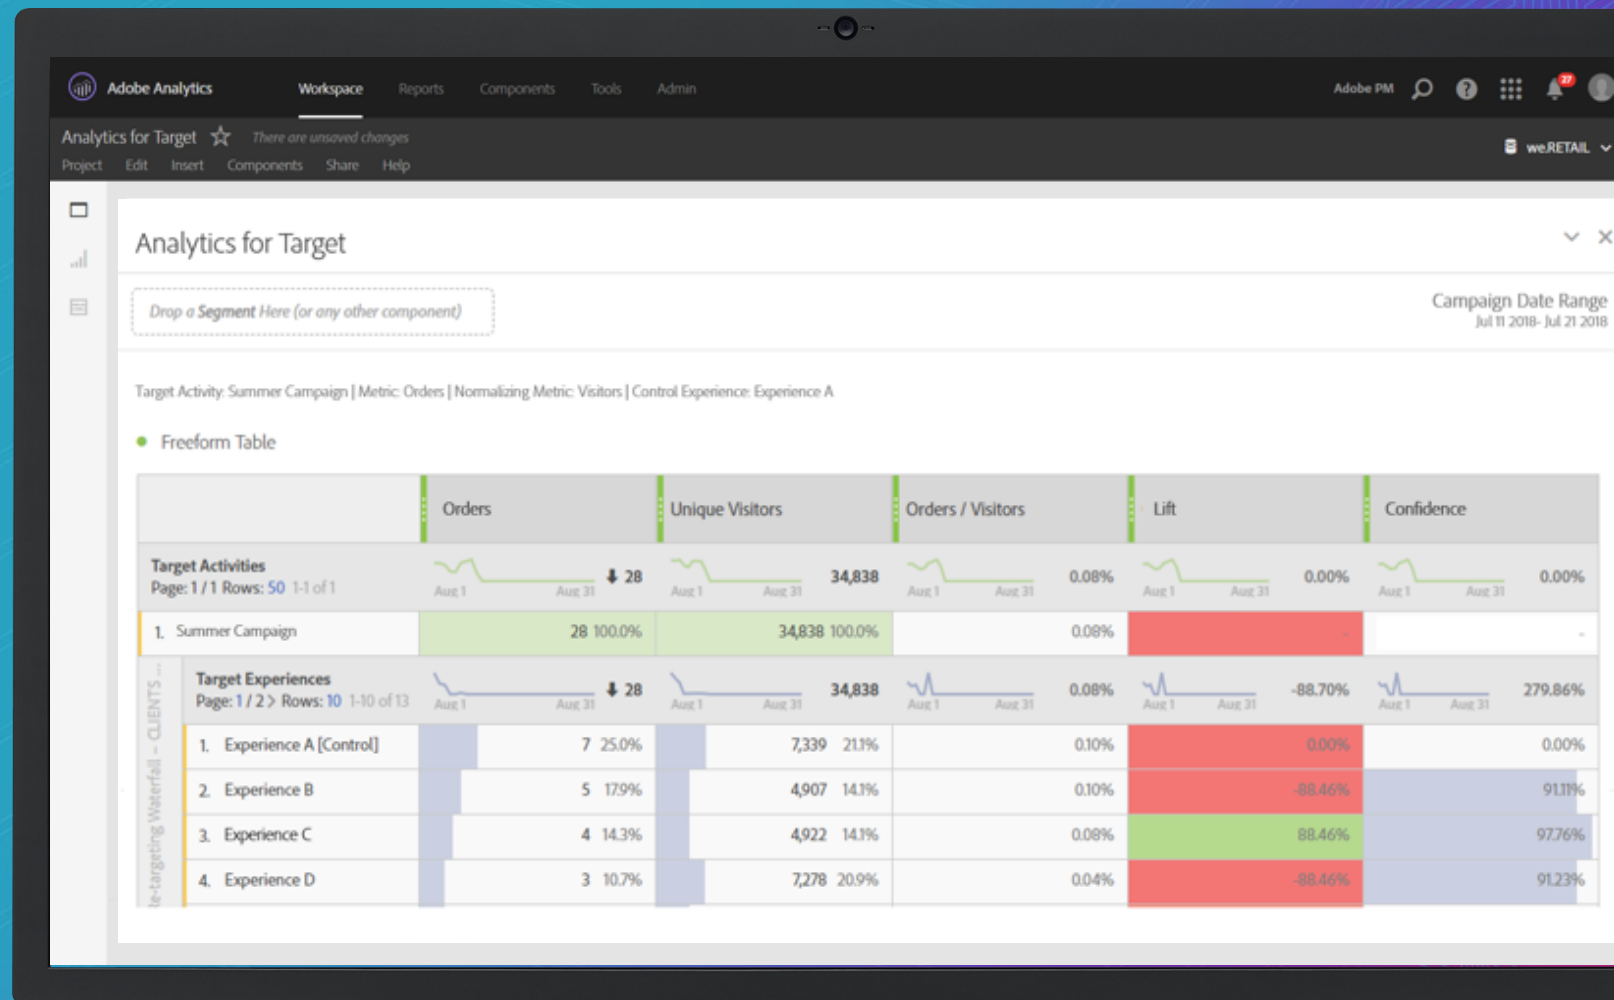 Adobe Analytics Workspace Reports Components Tools Admin Adobe PM ? 27
Analytics for Target There are unsaved changes
we.RETAIL
Project Edit Insert Components Share Help
Analytics for Target
Drop a Segment Here (or any other component)
Campaign Date Range
Jul 11 2018- Jul 21 2018
Target Activity: Summer Campaign | Metric: Orders | Normalizing Metric: Visitors | Control Experience: Experience A
Freeform Table
Orders Unique Visitors Orders / Visitors Lift Confidence
Target Activities
Page: 1 / 1 Rows: 50 1-1 of 1
28 34,838 0.08% 0.00% 0.00%
Aug 1 Aug 31 Aug 1 Aug 31 Aug 1 Aug 31 Aug 1 Aug 31 Aug 1 Aug 31
1. Summer Campaign 28 100.0% 34,838 100.0% 0.08% - -
Target Experiences
Page: 1 / 2 > Rows: 10 1-10 of 13
28 34,838 0.08% -88.70% 279.86%
Aug 1 Aug 31 Aug 1 Aug 31 Aug 1 Aug 31 Aug 1 Aug 31 Aug 1 Aug 31
1. Experience A [Control] 7 25.0% 7,339 21.1% 0.10% 0.00% 0.00%
2. Experience B 5 17.9% 4,907 14.1% 0.10% -88.46% 91.11%
3. Experience C 4 14.3% 4,922 14.1% 0.08% 88.46% 97.76%
4. Experience D 3 10.7% 7,278 20.9% 0.04% -88.46% 91.23%
e-targeting Waterfall – CLIENTS ...